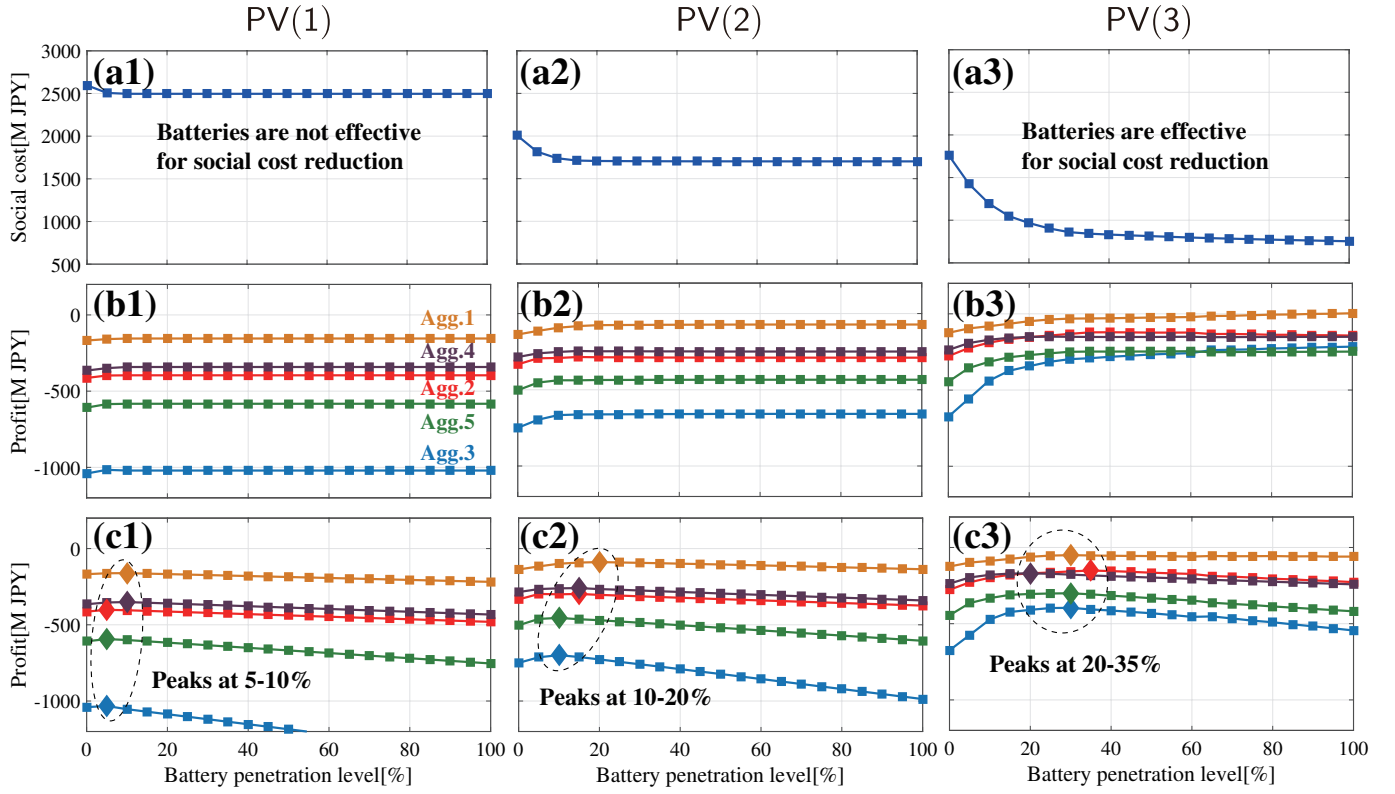 PV(1)
PV(2)
PV(3)
Social cost[M JPY]
3000
2500
2000
1500
1000
500
(a1)
Batteries are not effective
for social cost reduction
(a2)
(a3)
Batteries are effective
for social cost reduction
Profit[M JPY]
0
-500
-1000
(b1)
Agg.1
Agg.4
Agg.2
Agg.5
Agg.3
(b2)
(b3)
Profit[M JPY]
0
-500
-1000
(c1)
Peaks at 5-10%
(c2)
Peaks at 10-20%
(c3)
Peaks at 20-35%
0 20 40 60 80 100
0 20 40 60 80 100
0 20 40 60 80 100
Battery penetration level[%]
Battery penetration level[%]
Battery penetration level[%]